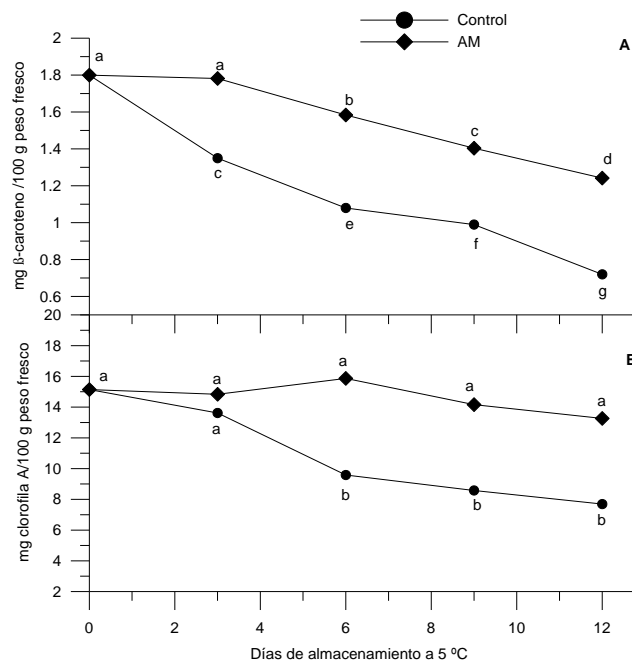 Control
AM
A
2
1.8
1.6
1.4
1.2
1
0.8
0.6
mg ß-caroteno /100 g peso fresco
a
a
b
c
d
c
e
f
g
B
20
18
16
14
12
10
8
6
4
2
mg clorofila A/100 g peso fresco
a
a
a
a
a
a
b
b
b
0
2
4
6
8
10
12
Días de almacenamiento a 5 ºC